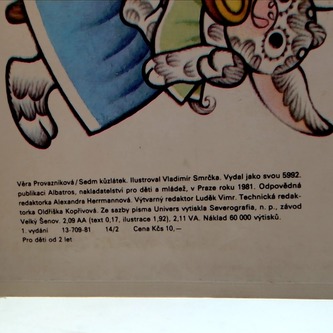 Věra Provazníková/Sedm kůzlátek. Ilustroval Vladimír Smrčka. Vydal jako svou 5992.
publikaci Albatros, nakladatelství pro děti a mládež, v Praze roku 1981. Odpovědná
redaktorka Alexandra Herrmannová. Výtvarný redaktor Luděk Vimr. Technická redak-
torka Oldřiška Kopřivová. Ze sazby písma Univers vytiskla Severografia, n. p., závod
Velký Šenov. 2,09 AA (text 0,17, ilustrace 1,92), 2,11 VA. Náklad 60 000 výtisků.
1. vydání 13-709-81 14/2 Cena Kčs 10,—
Pro děti od 2 let